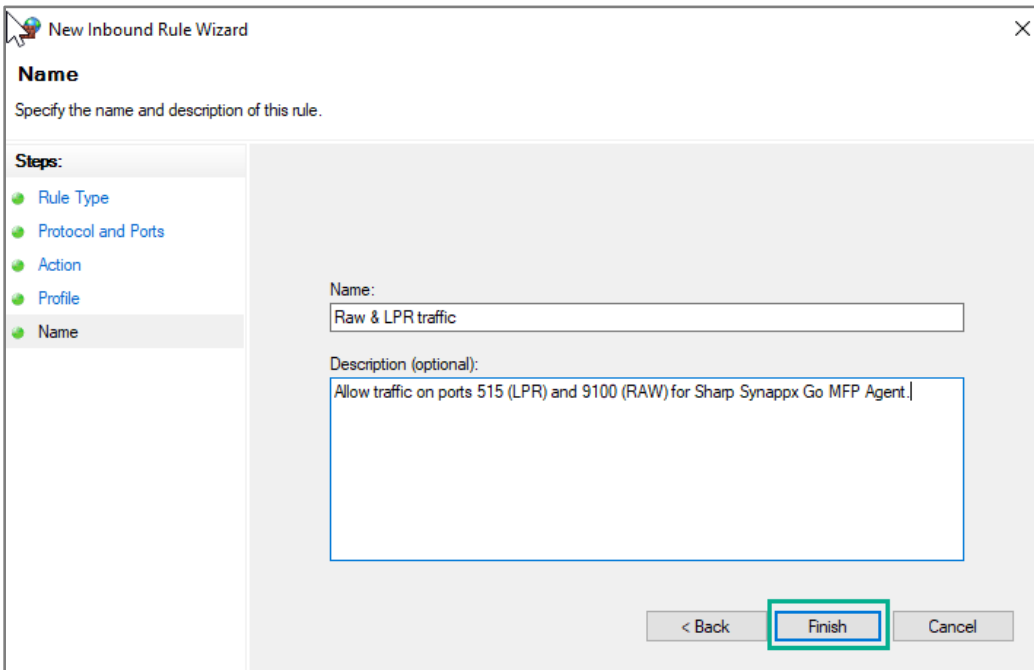 New Inbound Rule Wizard
Name
Specify the name and description of this rule.
Steps:
Rule Type
Protocol and Ports
Action
Profile
Name
Name:
Raw & LPR traffic
Description (optional):
Allow traffic on ports 515 (LPR) and 9100 (RAW) for Sharp Synappx Go MFP Agent.
< Back Finish Cancel